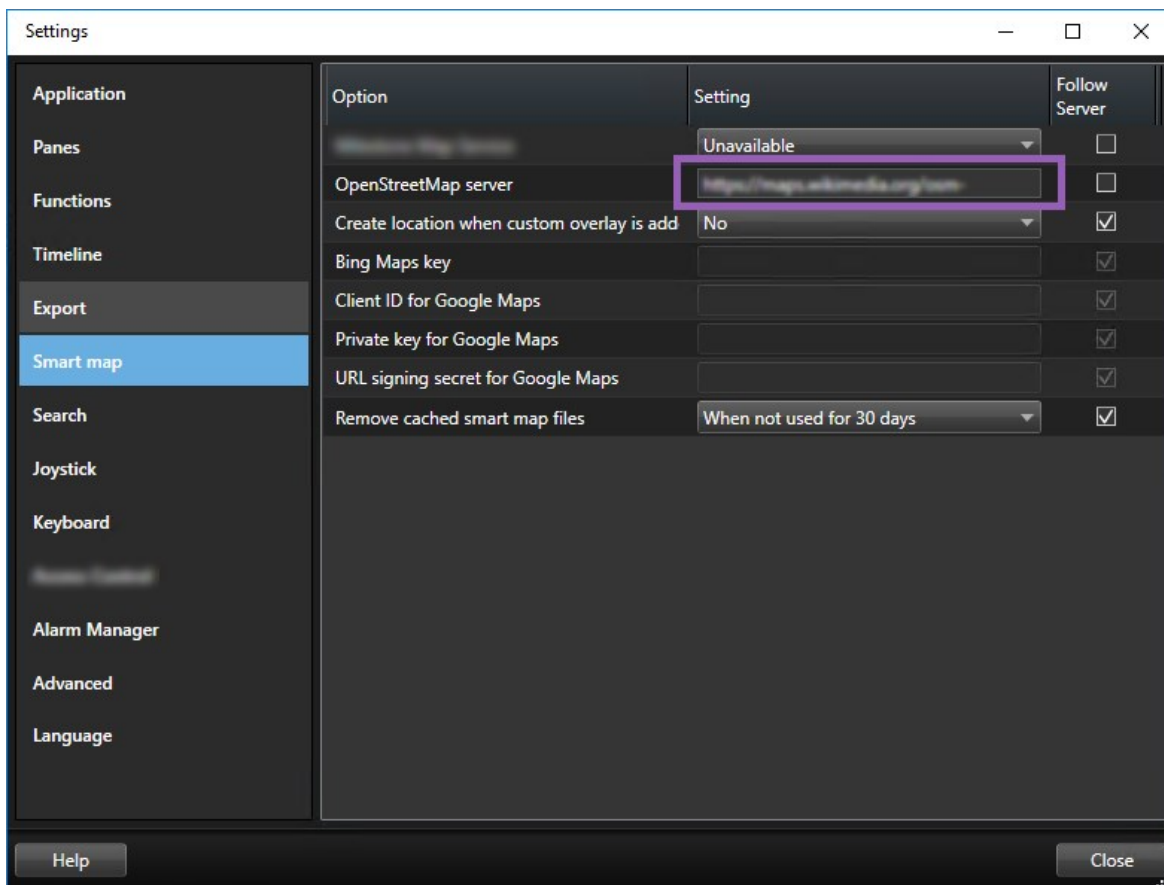 Settings
Application
Panes
Functions
Timeline
Export
Smart map
Search
Joystick
Keyboard
Alarm Manager
Advanced
Language
Option Setting Follow Server
Unavailable
OpenStreetMap server
Create location when custom overlay is add No
Bing Maps key
Client ID for Google Maps
Private key for Google Maps
URL signing secret for Google Maps
Remove cached smart map files When not used for 30 days
Help Close